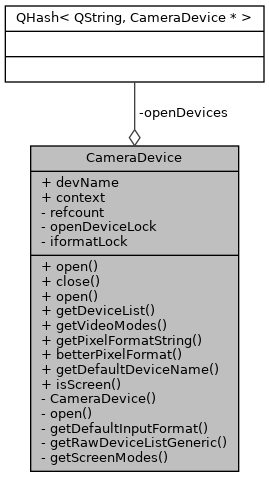 QHash< QString, CameraDevice * >
-openDevices
CameraDevice
+ devName
+ context
- refcount
- openDeviceLock
- iformatLock
+ open()
+ close()
+ open()
+ getDeviceList()
+ getVideoModes()
+ getPixelFormatString()
+ betterPixelFormat()
+ getDefaultDeviceName()
+ isScreen()
- CameraDevice()
- open()
- getDefaultInputFormat()
- getRawDeviceListGeneric()
- getScreenModes()